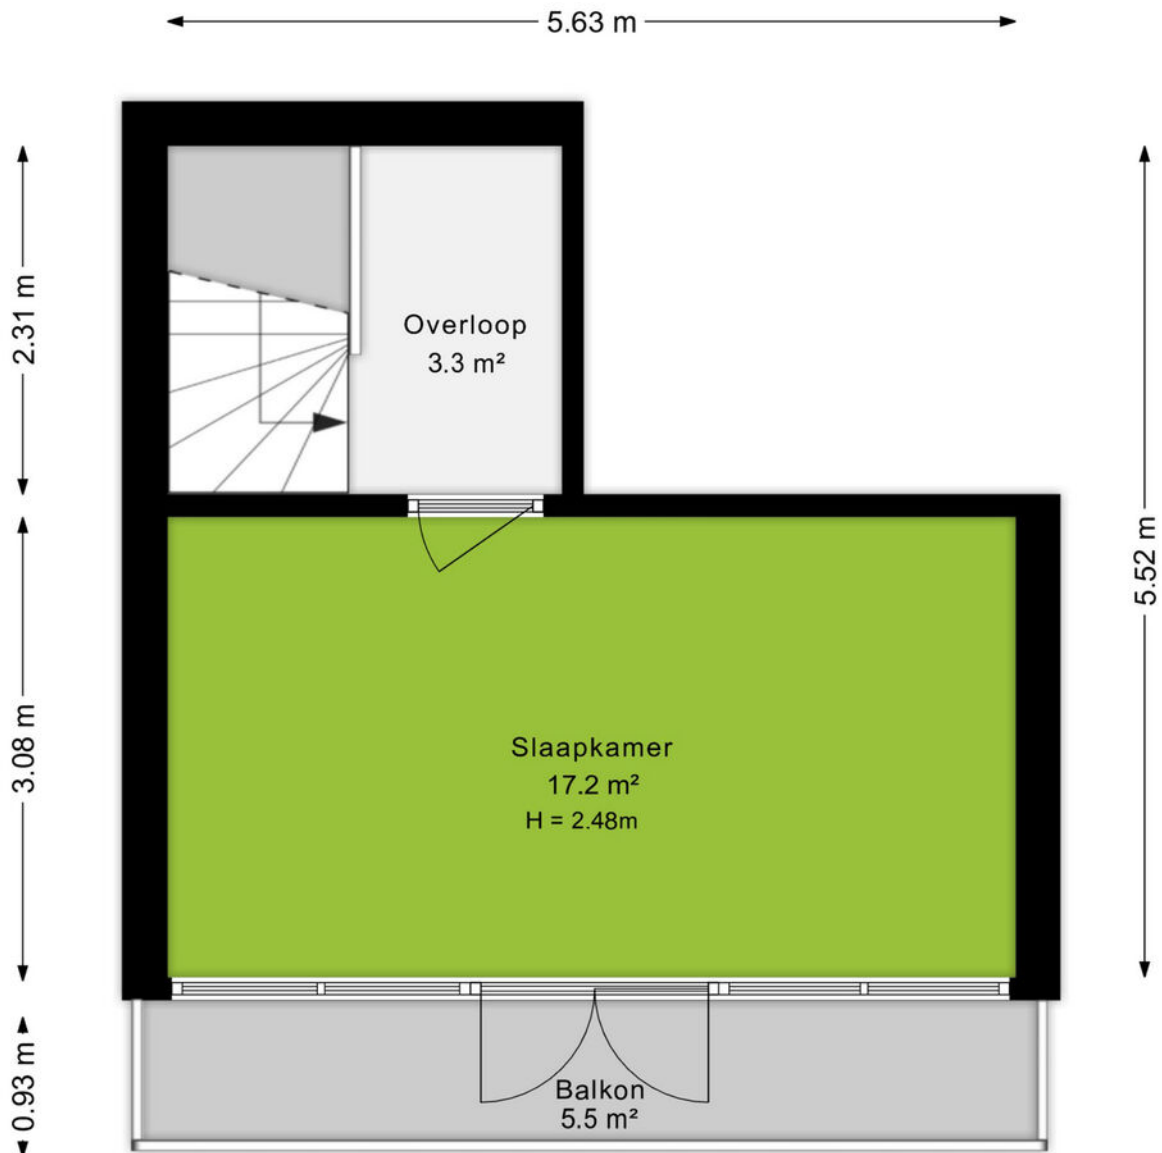 5.63 m
2.31 m
Overloop
3.3 m²
5.52 m
3.08 m
Slaapkamer
17.2 m²
H = 2.48m
0.93 m
Balkon
5.5 m²